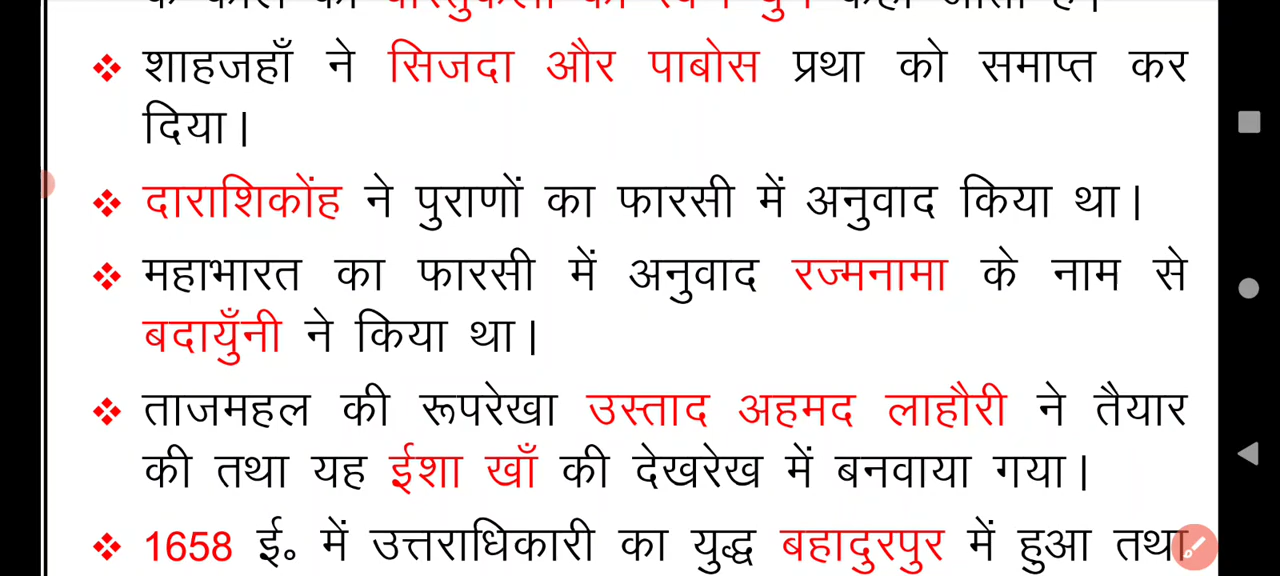 शाहजहाँ ने सिजदा और पाबोस प्रथा को समाप्त कर
दिया।
दाराशिकोंह ने पुराणों का फारसी में अनुवाद किया था।
महाभारत का फारसी में अनुवाद रज्मनामा के नाम से
बदायुँनी ने किया था।
ताजमहल की रूपरेखा उस्ताद अहमद लाहौरी ने तैयार
की तथा यह ईशा खाँ की देखरेख में बनवाया गया।
1658 ई॰ में उत्तराधिकारी का युद्ध बहादुरपुर में हुआ तथा